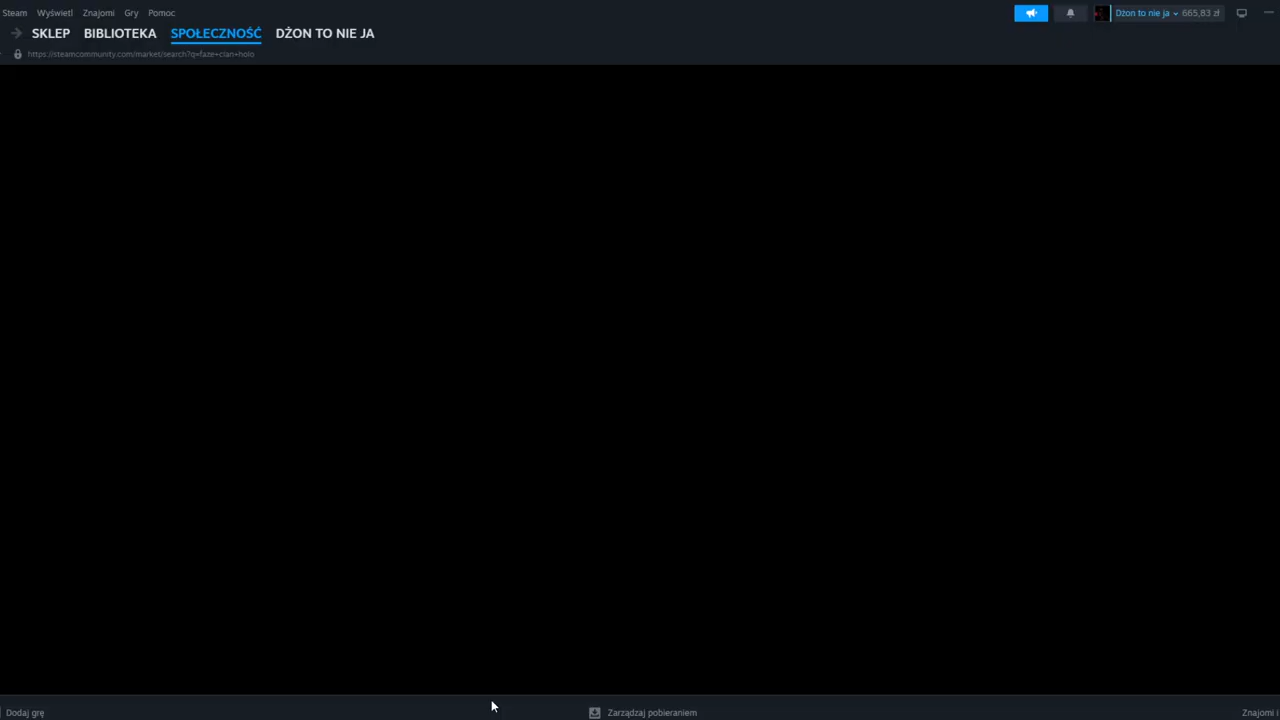 Steam Wyświetl Znajomi Gry Pomoc
Dżon to nie ja 665,83 zł
SKLEP BIBLIOTEKA SPOŁECZNOŚĆ DŻON TO NIE JA
https://steamcommunity.com/market/search?q=faze+clan+holo
Dodaj grę
Zarządzaj pobieraniem
Znajomi i